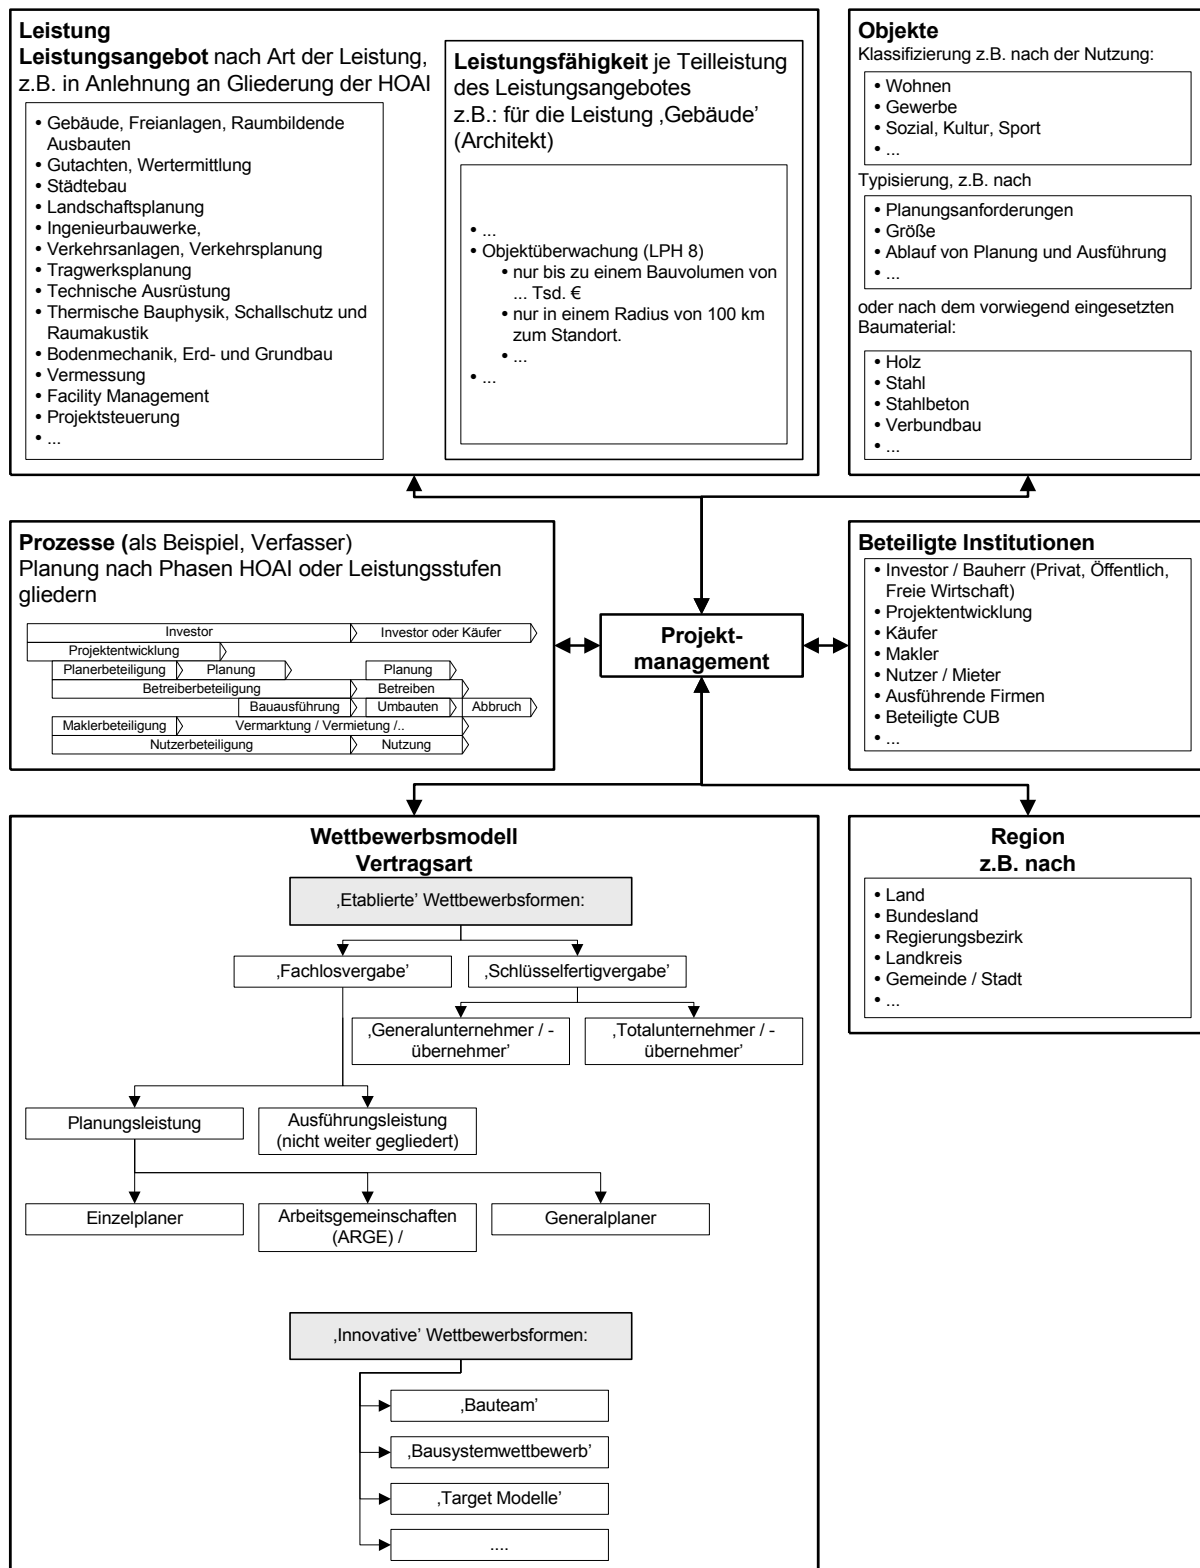 Leistung
Leistungsangebot nach Art der Leistung,
z.B. in Anlehnung an Gliederung der HOAI
• Gebäude, Freianlagen, Raumbildende
Ausbauten
• Gutachten, Wertermittlung
• Städtebau
• Landschaftsplanung
• Ingenieurbauwerke,
• Verkehrsanlagen, Verkehrsplanung
• Tragwerksplanung
• Technische Ausrüstung
• Thermische Bauphysik, Schallschutz und
Raumakustik
• Bodenmechanik, Erd- und Grundbau
• Vermessung
• Facility Management
• Projektsteuerung
• ...
Leistungsfähigkeit je Teilleistung
des Leistungsangebotes
z.B.: für die Leistung ‚Gebäude’
(Architekt)
• ...
• Objektüberwachung (LPH 8)
• nur bis zu einem Bauvolumen von
... Tsd. €
• nur in einem Radius von 100 km
zum Standort.
• ...
• ...
Objekte
Klassifizierung z.B. nach der Nutzung:
• Wohnen
• Gewerbe
• Sozial, Kultur, Sport
• ...
Typisierung, z.B. nach
• Planungsanforderungen
• Größe
• Ablauf von Planung und Ausführung
• ...
oder nach dem vorwiegend eingesetzten
Baumaterial:
• Holz
• Stahl
• Stahlbeton
• Verbundbau
• ...
Prozesse (als Beispiel, Verfasser)
Planung nach Phasen HOAI oder Leistungsstufen
gliedern
Investor Investor oder Käufer
Projektentwicklung
Planerbeteiligung Planung Planung
Betreiberbeteiligung Betreiben
Bauausführung Umbauten Abbruch
Maklerbeteiligung Vermarktung / Vermietung /..
Nutzerbeteiligung Nutzung
Projekt-
management
Beteiligte Institutionen
• Investor / Bauherr (Privat, Öffentlich,
Freie Wirtschaft)
• Projektentwicklung
• Käufer
• Makler
• Nutzer / Mieter
• Ausführende Firmen
• Beteiligte CUB
• ...
Wettbewerbsmodell
Vertragsart
‚Etablierte’ Wettbewerbsformen:
‚Fachlosvergabe’ ‚Schlüsselfertigvergabe’
‚Generalunternehmer / -
übernehmer’
‚Totalunternehmer / -
übernehmer’
Planungsleistung
Ausführungsleistung
(nicht weiter gegliedert)
Einzelplaner
Arbeitsgemeinschaften
(ARGE) /
Generalplaner
‚Innovative’ Wettbewerbsformen:
‚Bauteam’
‚Bausystemwettbewerb’
‚Target Modelle’
....
Region
z.B. nach
• Land
• Bundesland
• Regierungsbezirk
• Landkreis
• Gemeinde / Stadt
• ...